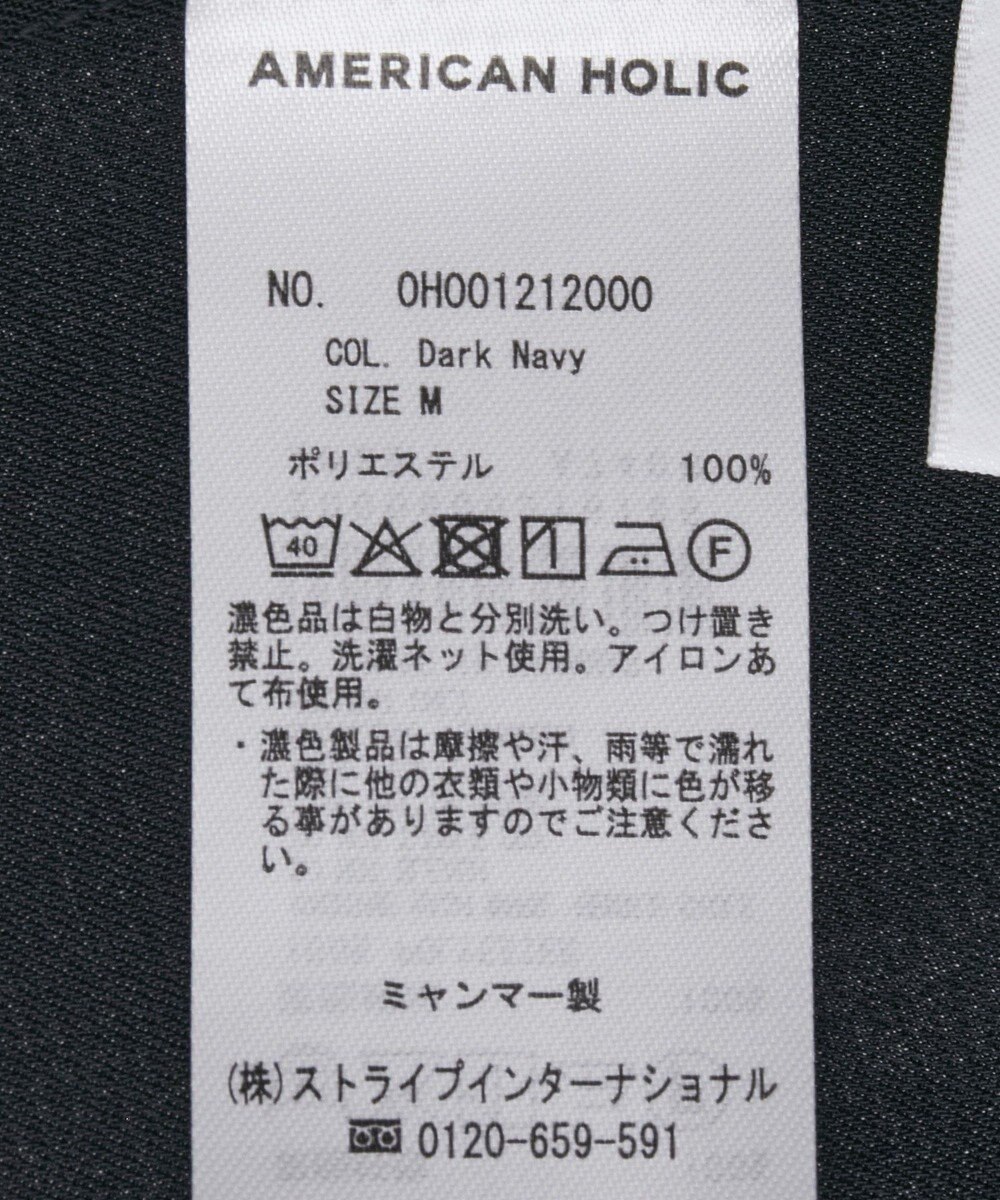 AMERICAN HOLIC
NO. 0H001212000
COL. Dark Navy
SIZE M
ポリエステル 100%
40 F
濃色品は白物と分別洗い。つけ置き
禁止。洗濯ネット使用。アイロンあ
て布使用。
・濃色製品は摩擦や汗、雨等で濡れ
た際に他の衣類や小物類に色が移
る事がありますのでご注意くださ
い。
ミャンマー製
(株)ストライプインターナショナル
0120-659-591